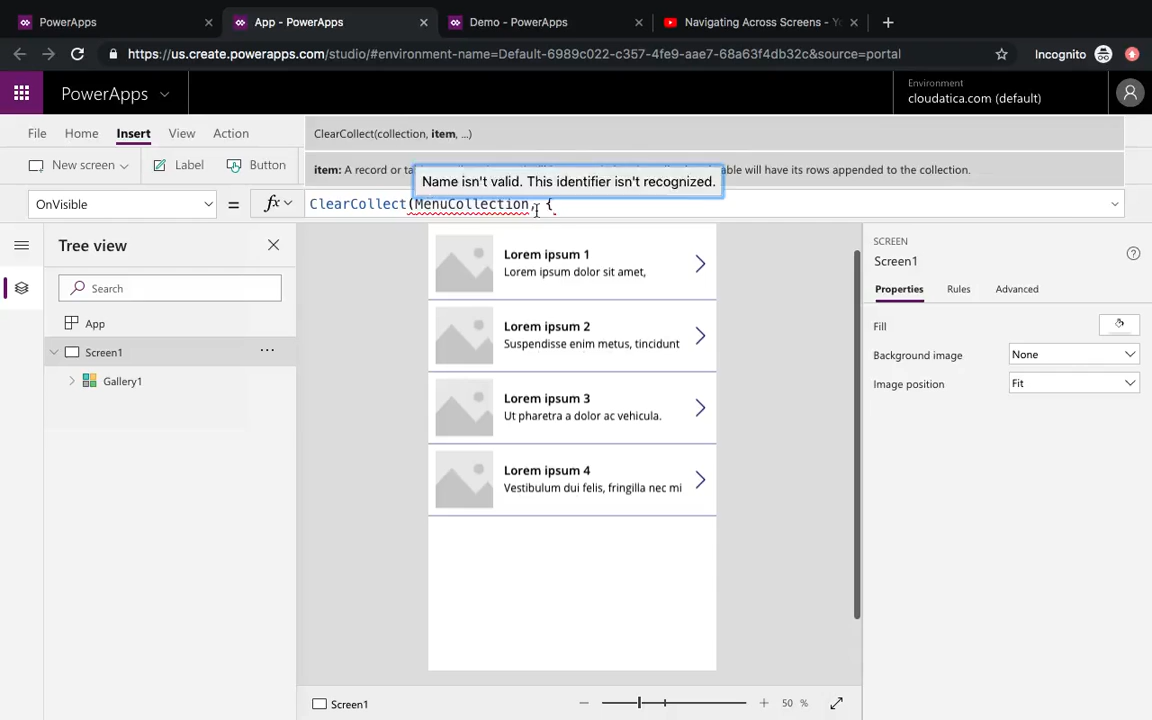 PowerApps
App - PowerApps
Demo - PowerApps
Navigating Across Screens - Y
https://us.create.powerapps.com/studio/#environment-name=Default-6989c022-c357-4fe9-aae7-68a63f4db32c&source=portal
Incognito
PowerApps
Environment
cloudatica.com (default)
File
Home
Insert
View
Action
ClearCollect(collection, item, ...)
New screen
Label
Button
item: A record or ta
able will have its rows appended to the collection.
Name isn't valid. This identifier isn't recognized.
OnVisible
=
fx
ClearCollect(MenuCollection, {
Tree view
Search
App
Screen1
Gallery1
Lorem ipsum 1
Lorem ipsum dolor sit amet,
Lorem ipsum 2
Suspendisse enim metus, tincidunt
Lorem ipsum 3
Ut pharetra a dolor ac vehicula.
Lorem ipsum 4
Vestibulum dui felis, fringilla nec mi
SCREEN
Screen1
Properties
Rules
Advanced
Fill
Background image
None
Image position
Fit
Screen1
50 %